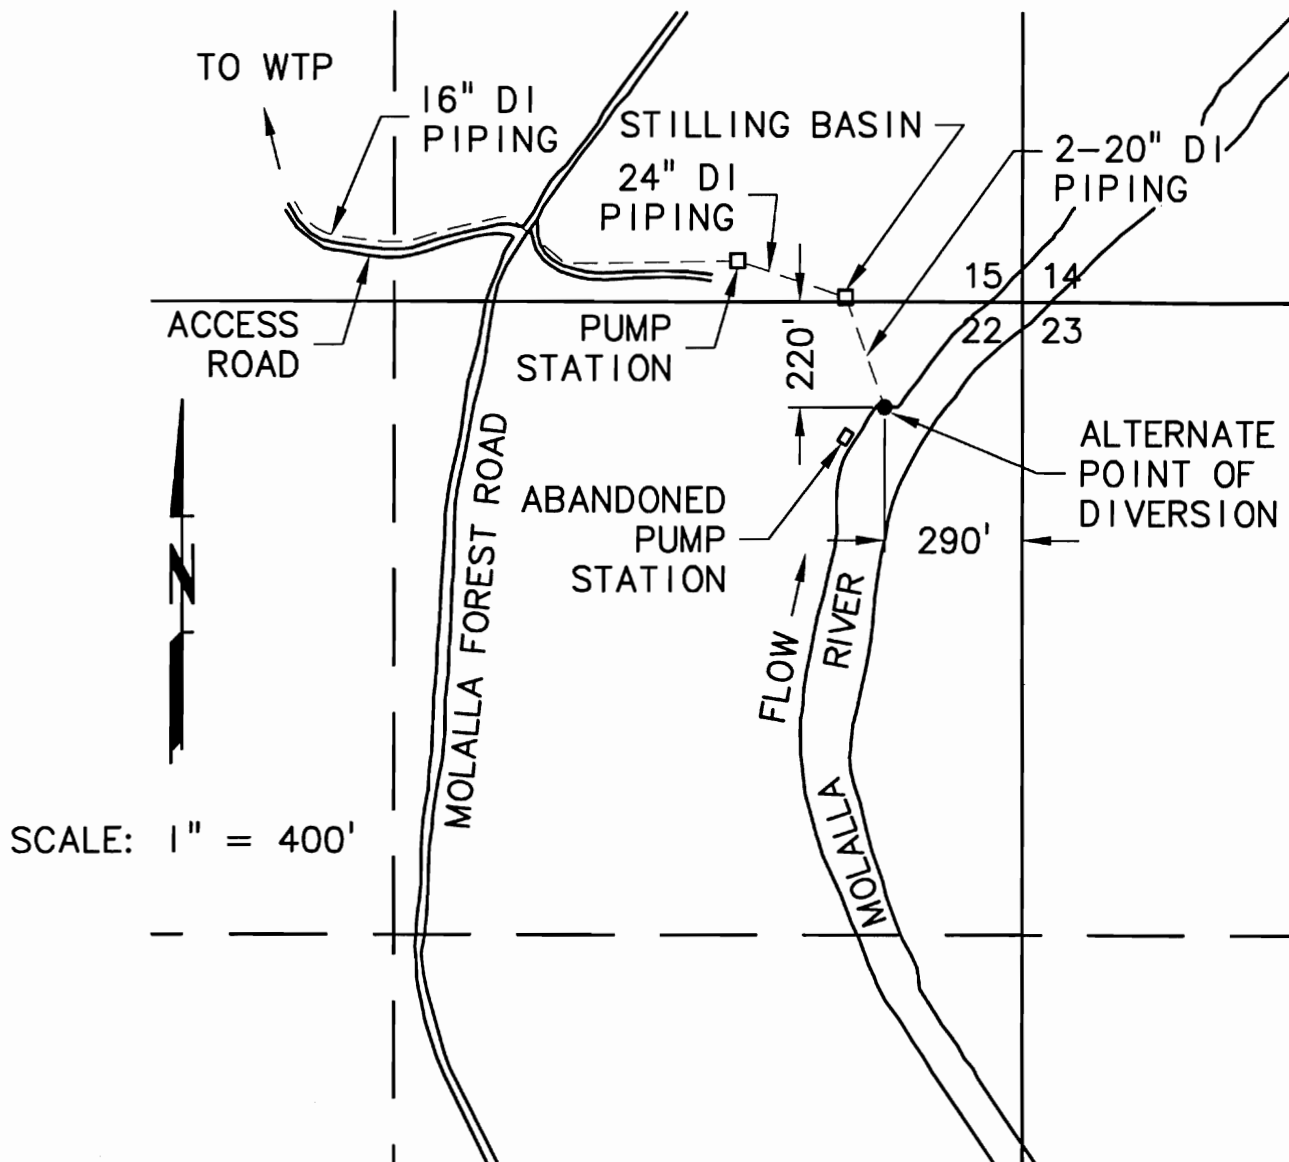 TO WTP
16" DI
PIPING
STILLING BASIN
24" DI
PIPING
2-20" DI
PIPING
15
14
22
23
ACCESS
ROAD
PUMP
STATION
220'
ALTERNATE
POINT OF
DIVERSION
ABANDONED
PUMP
STATION
290'
N
MOLALLA FOREST ROAD
FLOW
MOLALLA RIVER
SCALE: 1" = 400'